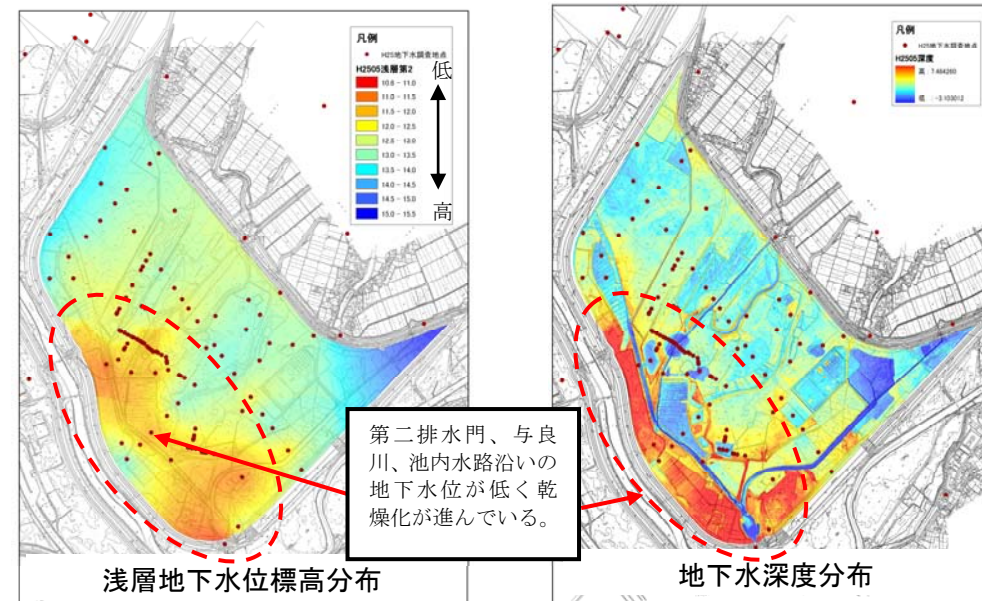 凡例
H25地下水調査地点
H2505浅層第2
10.6 - 11.0
11.0 - 11.5
11.5 - 12.0
12.0 - 12.5
12.5 - 13.0
13.0 - 13.5
13.5 - 14.0
14.0 - 14.5
14.5 - 15.0
15.0 - 15.5
低
高
凡例
H25地下水調査地点
H2505深度
高 : 7.464260
低 : -3.103012
第二排水門、与良
川、池内水路沿いの
地下水位が低く乾
燥化が進んでいる。
浅層地下水位標高分布
地下水深度分布